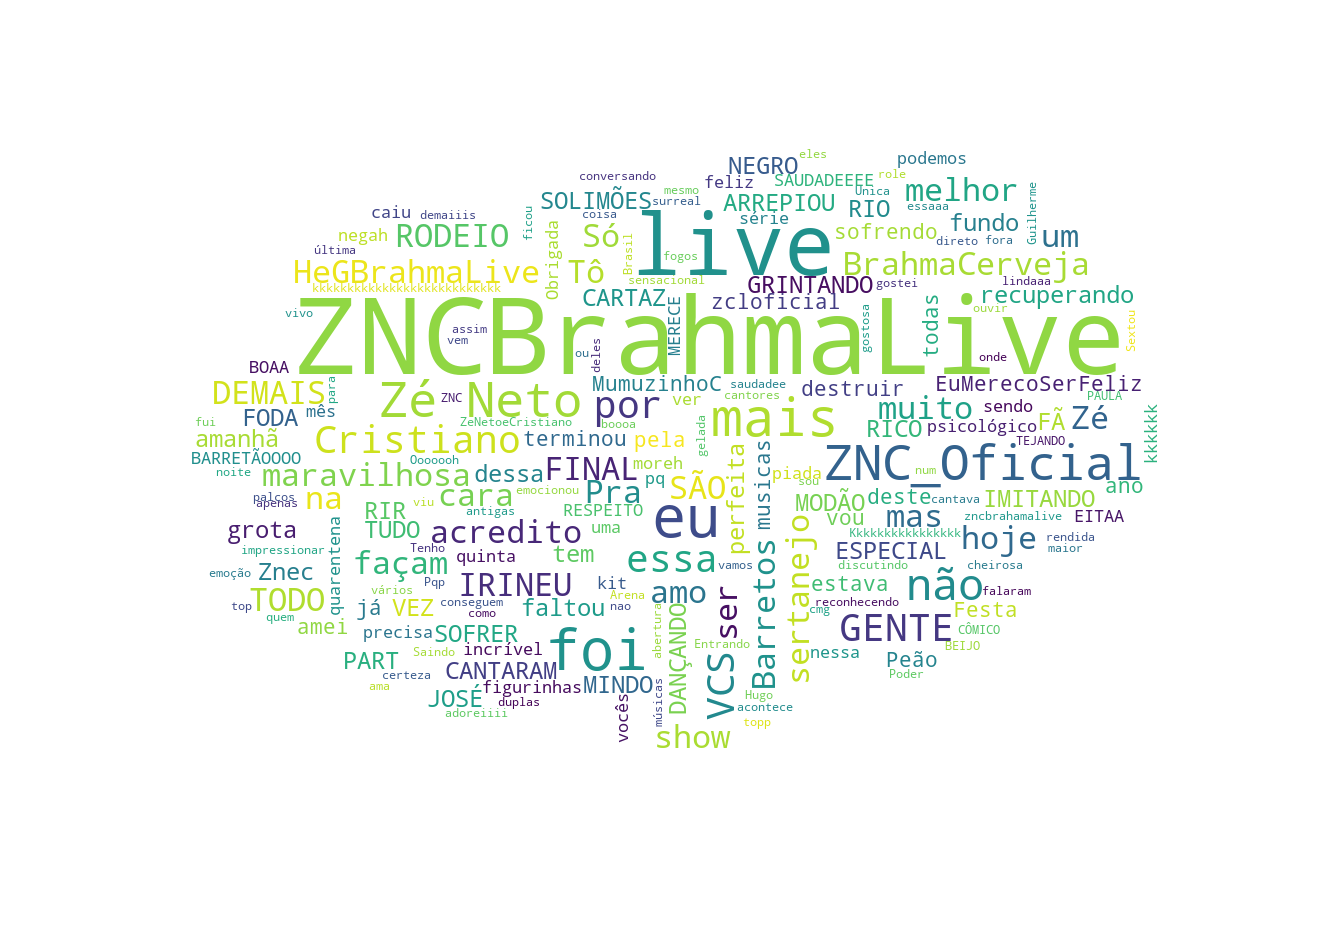 eles
NEGRO
podemos
conversando
feliz
SAUDADEEEE
role
mesmo
Unica
melhor
SOLIMÕES
surreal
ARREPIOU
RIO
essaaa
Guilherme
caiu
demaiiis
coisa
série
fundo
ficou
negah
RODEIO
Só
live
sofrendo
um
direto
fora
última
Obrigada
Brasil
fogos
HeGBrahmaLive
Tô
BrahmaCerveja
sensacional
GRINTANDO
gostei
lindaaa
kkkkkkkkkkkkkkkkkkkkkkkkkkk
CARTAZ
zcloficial
recuperando
vivo
ZNCBrahmaLive
MERECE
todas
ouvir
gostosa
Sextou
assim
vem
ou
deles
onde
BOAA
DEMAIS
para
Zé
Neto
ZNC
MumuzinhoC
saudadee
destruir
EuMerecoSerFeliz
cantores
PAULA
FODA
mês
por
ver
mais
muito
sendo
Zé
fui
ZeNetoeCristiano
boooa
RICO
psicológico
FÃ
kkkkkk
amanhã
Cristiano
terminou
pela
gelada
TEJANDO
BARRETÃOOOO
Ooooooh
moreh
perfeita
musicas
ZNC_Oficial
noite
maravilhosa
dessa
FINAL
pq
piada
num
emocionou
SÃO
sou
ano
palcos
apenas
na
viu
cara
Pra
MODÃO
deste
cantava
IMITANDO
antigas
RESPEITO
eu
vou
mas
zncbrahamalive
EITAA
grota
quarentena
RIR
TUDO
acredito
uma
Barretos
sertanejo
Kkkkkkkkkkkkkkkk
hoje
rendida
maior
impressionar
Tenho
quinta
tem
essa
ESPECIAL
emoção
Znec
façam
vamos
discutindo
cheirosa
Pqp
IRINEU
kit
amo
ser
estava
não
falaram
vários
TODO
top
já
VEZ
conseguem
como
faltou
Arena
nao
abertura
DANÇANDO
cmg
reconhecendo
Festa
quem
amei
precisa
SOFRER
foi
Entrando
GENTE
CÔMICO
Saindo
incrível
VCS
nessa
BEIJO
PART
certeza
CANTARAM
Peão
Poder
ama
figurinhas
MINDO
JOSÉ
duplas
vocês
músicas
Hugo
acontece
adoreiiii
topp
show